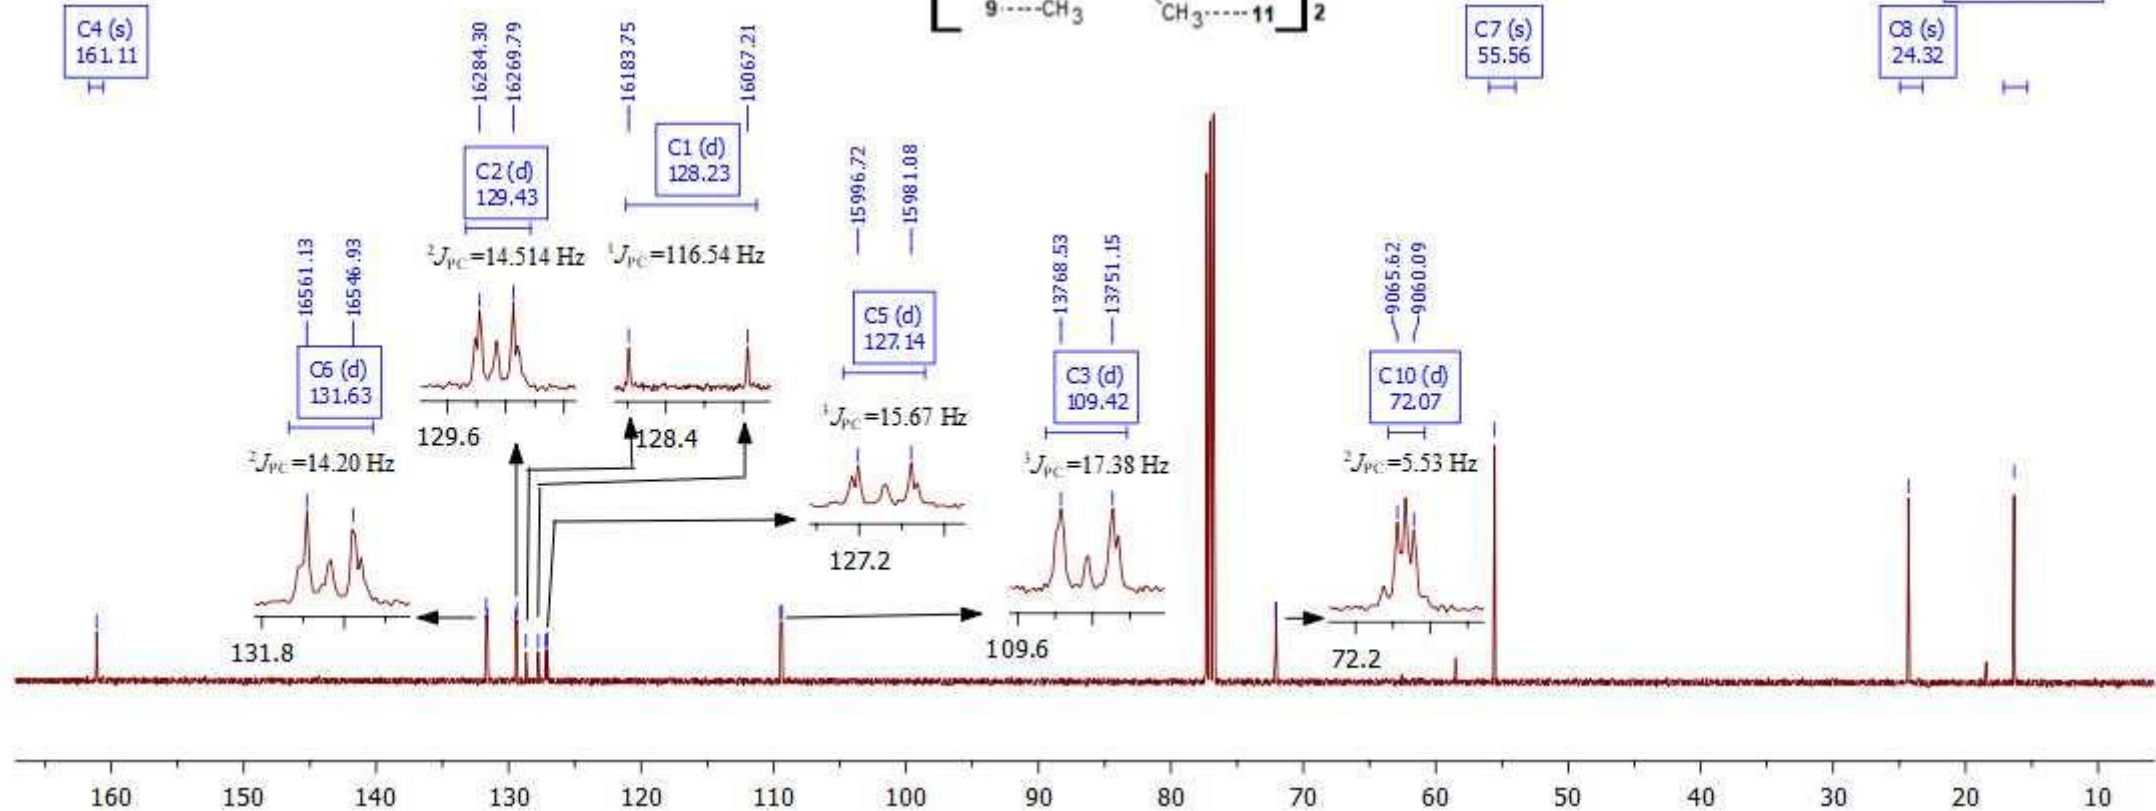 9-----CH3 CH3------11 2
C4 (s)
161.11
16284.30
16269.79
16183.75
16067.21
C7 (s)
55.56
C8 (s)
24.32
C1 (d)
128.23
C2 (d)
129.43
15996.72
15981.08
2JPC=14.514 Hz
1JPC=116.54 Hz
16561.13
16546.93
13768.53
13751.15
9065.62
9060.09
C5 (d)
127.14
C6 (d)
131.63
C3 (d)
109.42
C10 (d)
72.07
JPC=15.67 Hz
129.6
128.4
2JPC=14.20 Hz
3JPC=17.38 Hz
2JPC=5.53 Hz
127.2
131.8
109.6
72.2
160 150 140 130 120 110 100 90 80 70 60 50 40 30 20 10